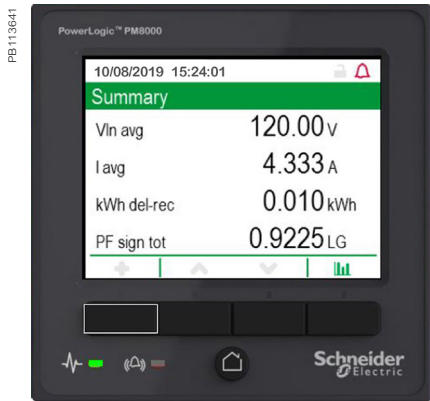 PB113641
PowerLogic™ PM8000
10/08/2019 15:24:01
Summary
Vln avg 120.00 V
I avg 4.333 A
kWh del-rec 0.010 kWh
PF sign tot 0.9225 LG
Schneider
Electric